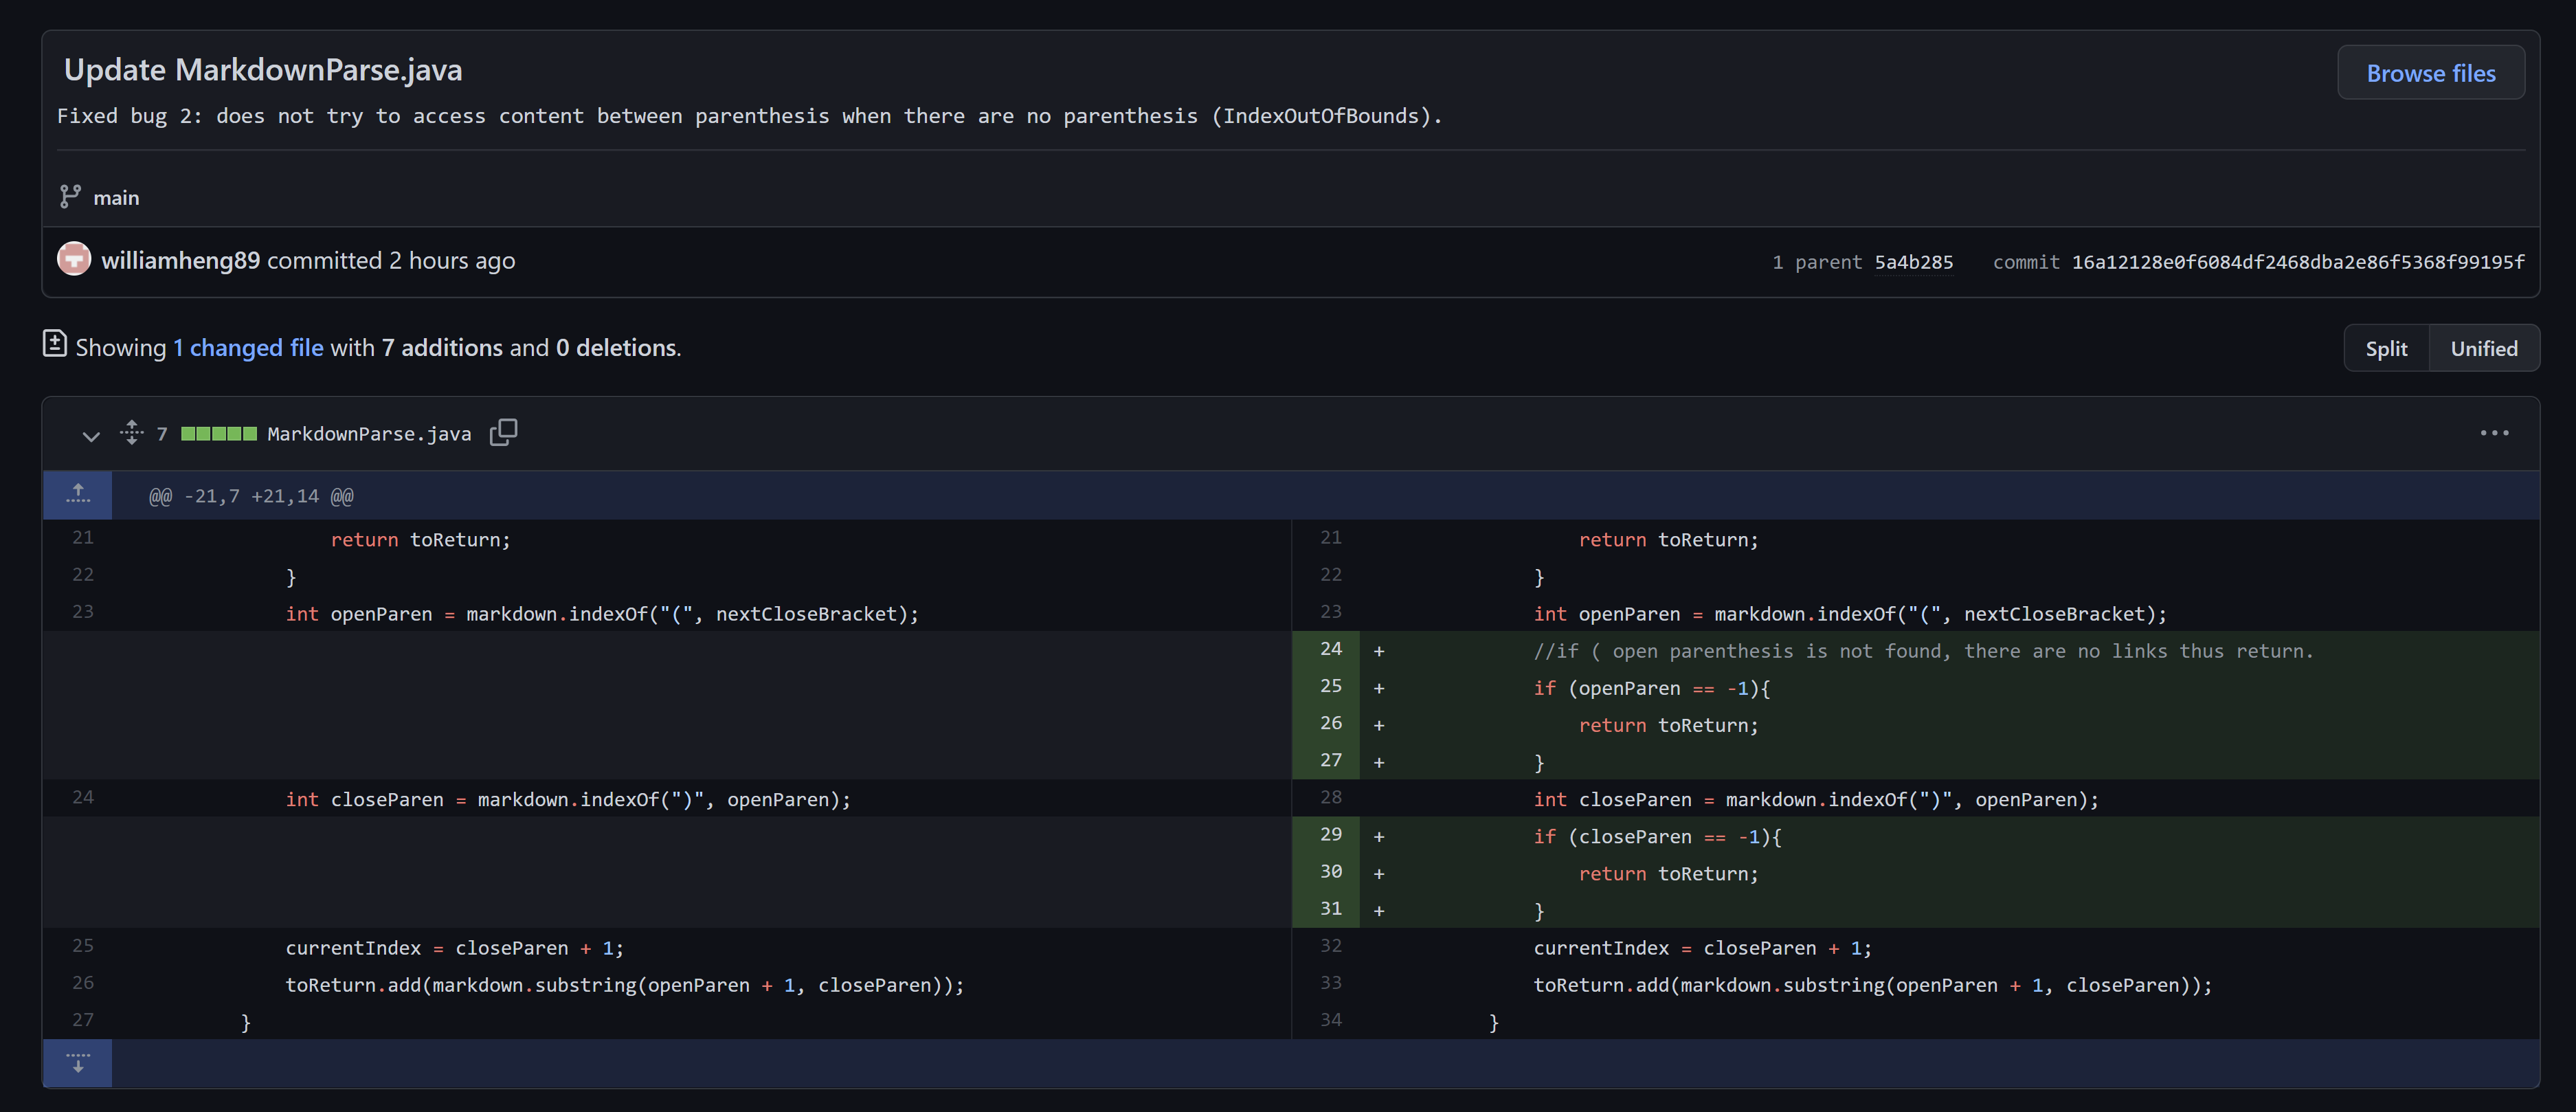 Update MarkdownParse.java
Browse files
Fixed bug 2: does not try to access content between parenthesis when there are no parenthesis (IndexOutOfBounds).
main
williamheng89 committed 2 hours ago
1 parent 5a4b285 commit 16a12128e0f6084df2468dba2e86f5368f99195f
Showing 1 changed file with 7 additions and 0 deletions.
Split Unified
7 MarkdownParse.java
@@ -21,7 +21,14 @@
21 return toReturn; 21 return toReturn;
22 } 22 }
23 int openParen = markdown.indexOf("(", nextCloseBracket); 23 int openParen = markdown.indexOf("(", nextCloseBracket);
24 + //if ( open parenthesis is not found, there are no links thus return.
25 + if (openParen == -1){
26 + return toReturn;
27 + }
24 int closeParen = markdown.indexOf(")", openParen); 28 int closeParen = markdown.indexOf(")", openParen);
29 + if (closeParen == -1){
30 + return toReturn;
31 + }
25 currentIndex = closeParen + 1; 32 currentIndex = closeParen + 1;
26 toReturn.add(markdown.substring(openParen + 1, closeParen)); 33 toReturn.add(markdown.substring(openParen + 1, closeParen));
27 } 34 }